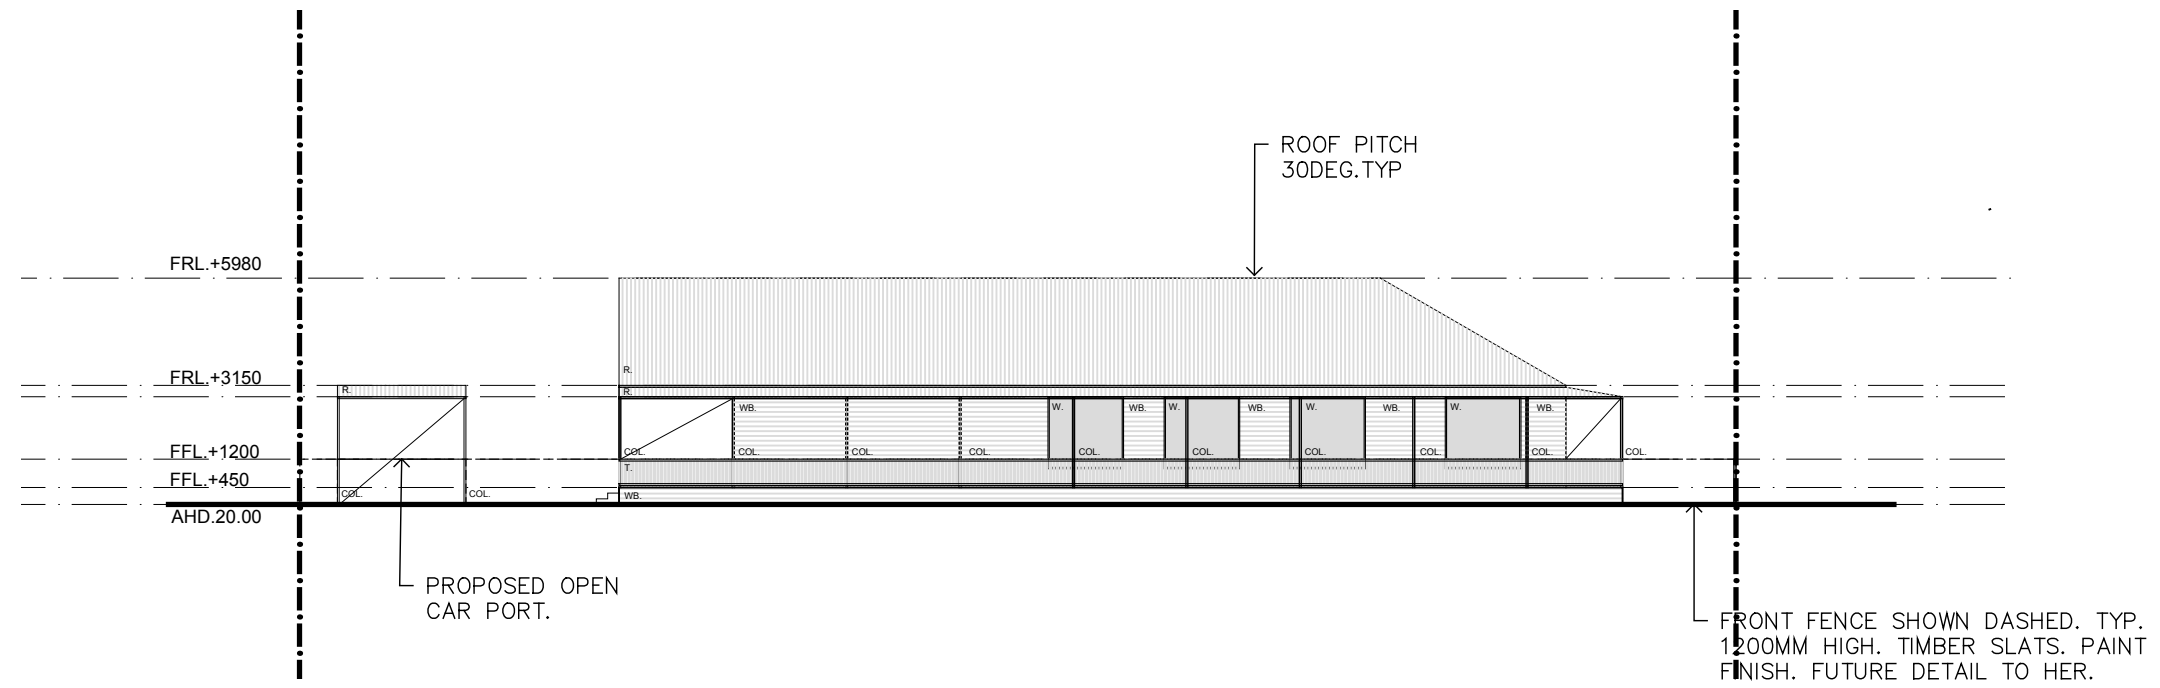 ROOF PITCH
30DEG.TYP
FRL.+5980
R.
FRL.+3150
R.
R.
WB.
W.
WB.
W.
WB.
W.
WB.
W.
WB.
FFL.+1200
COL.
COL.
COL.
COL.
COL.
COL.
COL.
COL.
COL.
COL.
T.
FFL.+450
COL.
COL.
WB.
AHD.20.00
PROPOSED OPEN
CAR PORT.
FRONT FENCE SHOWN DASHED. TYP.
1200MM HIGH. TIMBER SLATS. PAINT
FINISH. FUTURE DETAIL TO HER.